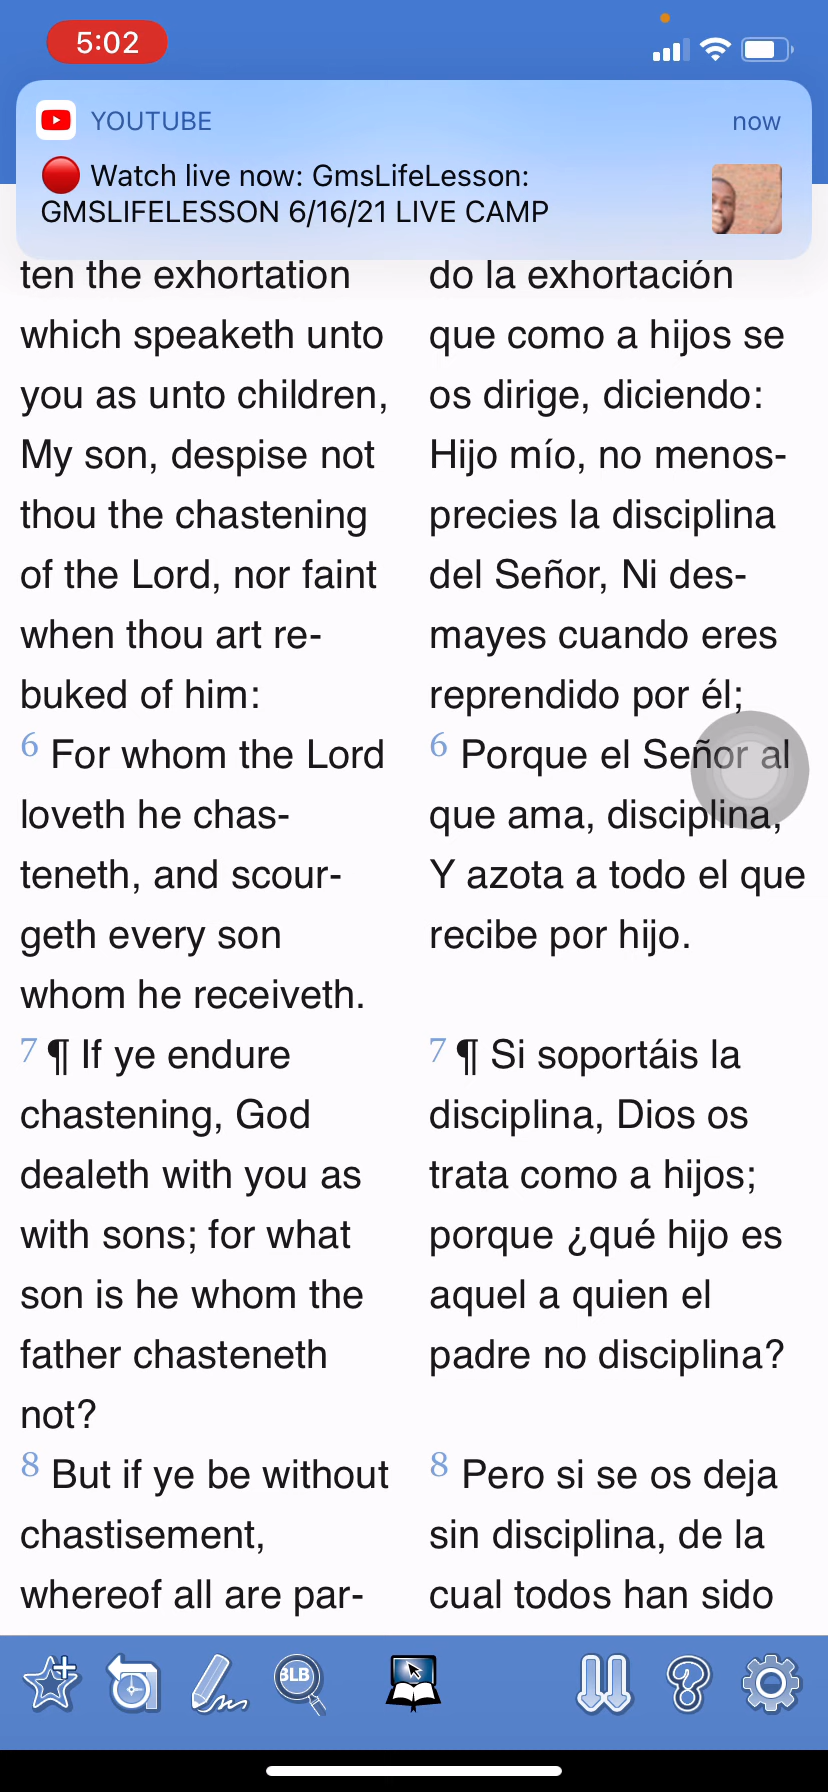 5:02
YOUTUBE
now
Watch live now: GmsLifeLesson:
GMSLIFELESSON 6/16/21 LIVE CAMP
ten the exhortation
which speaketh unto
you as unto children,
My son, despise not
thou the chastening
of the Lord, nor faint
when thou art re-
buked of him:
6 For whom the Lord
loveth he chas-
teneth, and scour-
geth every son
whom he receiveth.
7 ¶ If ye endure
chastening, God
dealeth with you as
with sons; for what
son is he whom the
father chasteneth
not?
8 But if ye be without
chastisement,
whereof all are par-
do la exhortación
que como a hijos se
os dirige, diciendo:
Hijo mío, no menos-
precies la disciplina
del Señor, Ni des-
mayes cuando eres
reprendido por él;
6 Porque el Señor al
que ama, disciplina,
Y azota a todo el que
recibe por hijo.
7 ¶ Si soportáis la
disciplina, Dios os
trata como a hijos;
porque ¿qué hijo es
aquel a quien el
padre no disciplina?
8 Pero si se os deja
sin disciplina, de la
cual todos han sido
BLB